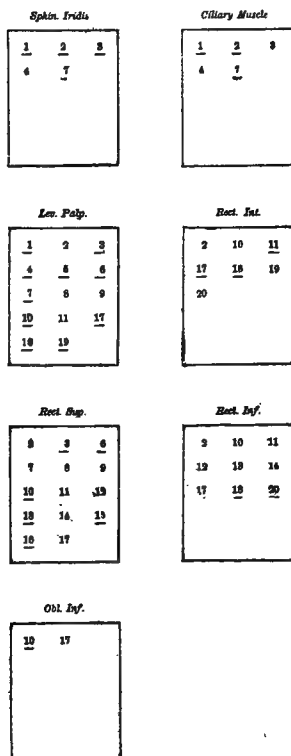 Sphin. Iridis
1 2 3
4 7
Ciliary Muscle
1 2 3
4 7
Lev. Palp.
1 2 3
4 5 6
7 8 9
10 11 17
18 19
Rect. Int.
2 10 11
17 18 19
20
Rect. Sup.
3 6
7 8 9
10 11 12
14 15
16 17
Rect. Inf.
2 10 11
12 13 14
17 18 20
Obl. Inf.
10 17